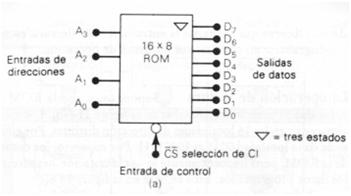 A3
A2
A1
A0
Entradas de direcciones
16 × 8
ROM
▽
D7
D6
D5
D4
D3
D2
D1
D0
Salidas de datos
▽ = tres estados
CS selección de CI
Entrada de control
(a)